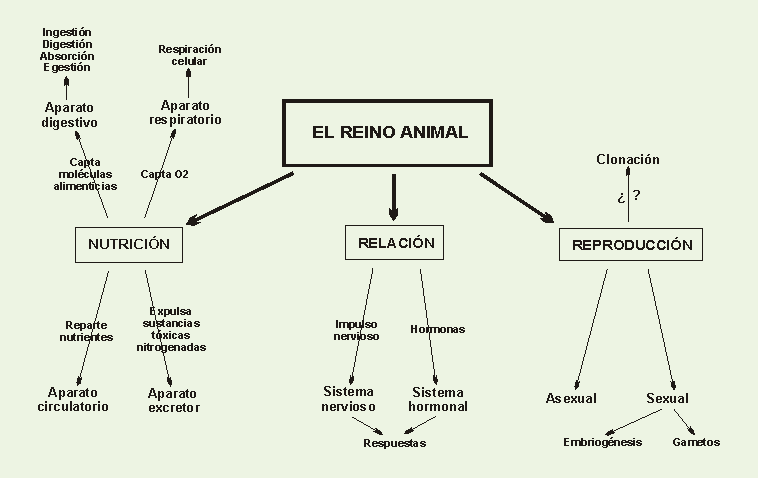 Ingestión
Digestión
Absorción
Egestión
Respiración
celular
Aparato
digestivo
Aparato
respiratorio
EL REINO ANIMAL
Clonación
Capta
moléculas
alimenticias
Capta O2
¿ ?
NUTRICIÓN
RELACIÓN
REPRODUCCIÓN
Reparte
nutrientes
Expulsa
sustancias
tóxicas
nitrogenadas
Impulso
nervioso
Hormonas
Aparato
circulatorio
Aparato
excretor
Sistema
nervioso
Sistema
hormonal
Asexual
Sexual
Respuestas
Embriogénesis
Gametos